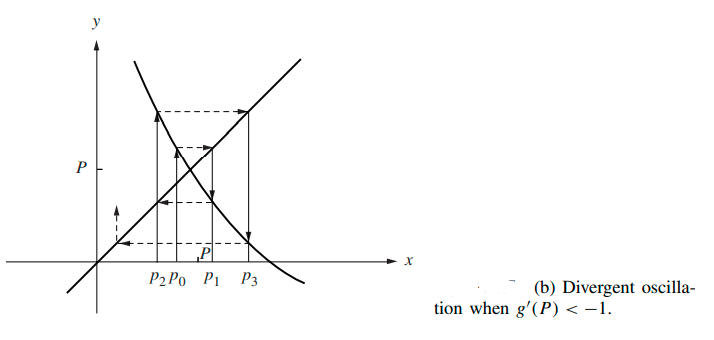 y
P
x
P
p₂ p₀ p₁ p₃
(b) Divergent oscilla-
tion when g′(P) < −1.